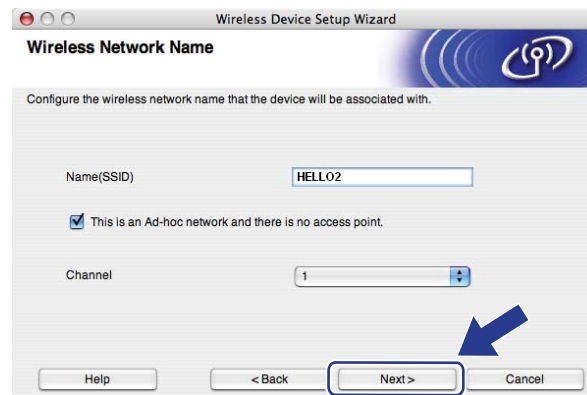 Wireless Device Setup Wizard
Wireless Network Name
Configure the wireless network name that the device will be associated with.
Name(SSID) HELLO2
This is an Ad-hoc network and there is no access point.
Channel 1
Help <Back Next> Cancel